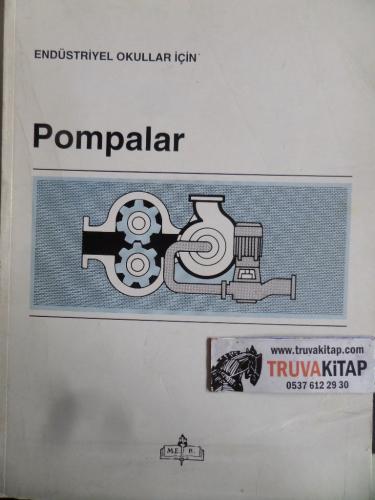 ENDÜSTRİYEL OKULLAR İÇİN
Pompalar
www.truvakitap.com
TRUVAKİTAP
0537 612 29 30
M.E. B.